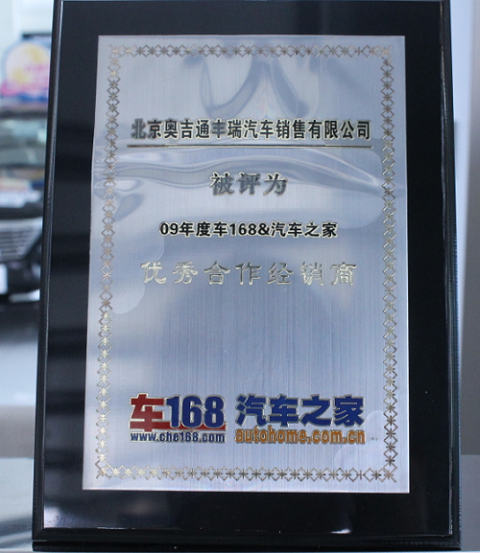 北京奥吉通丰瑞汽车销售有限公司
被评为
09年度车168&汽车之家
优秀合作经销商
车168 汽车之家
www.che168.com autohome.com.cn